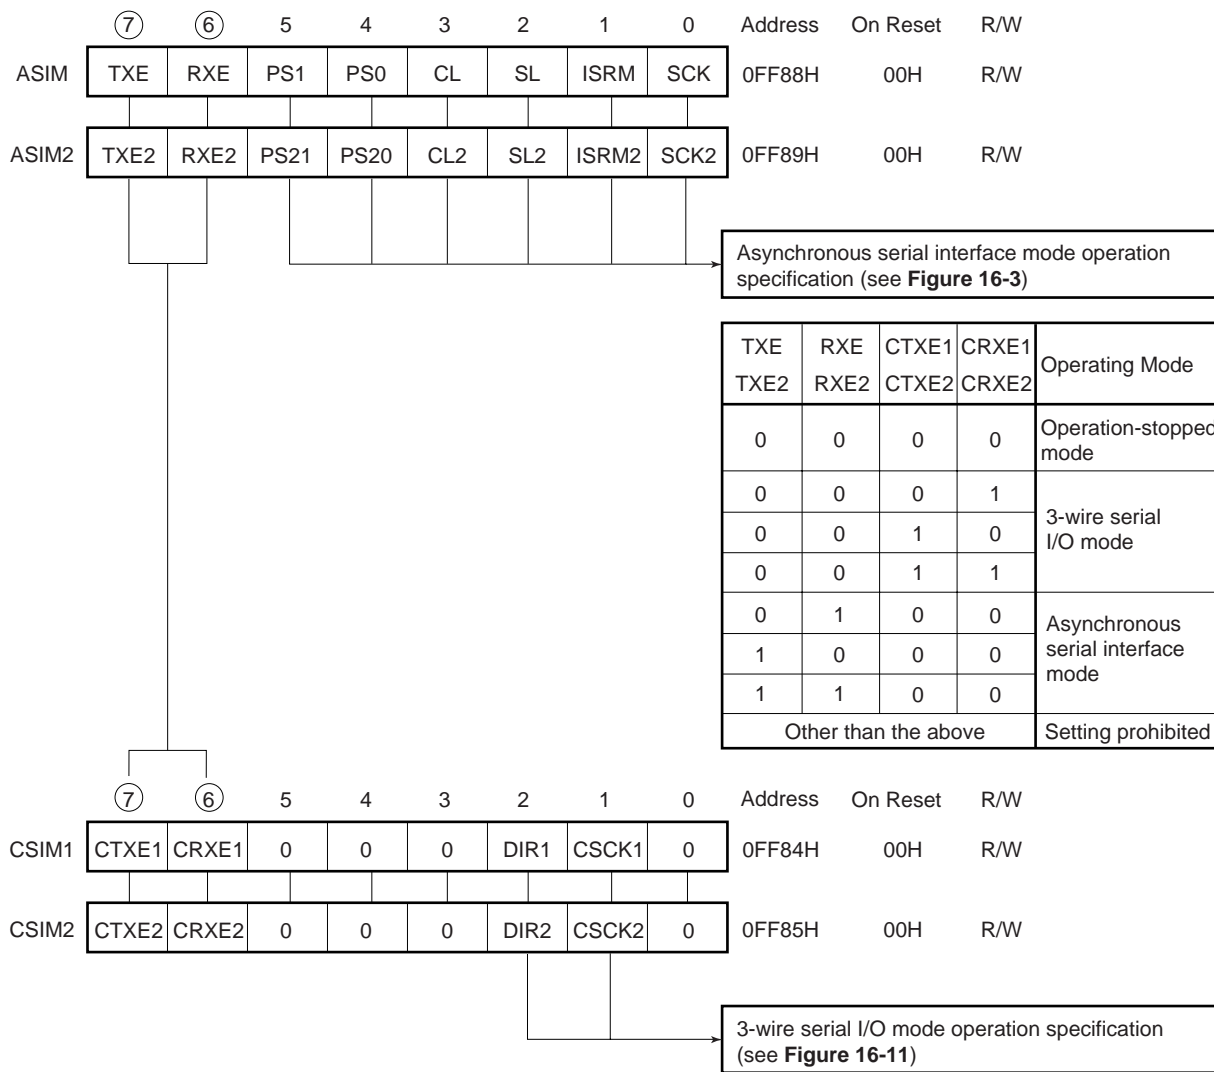 ⑦ ⑥ 5 4 3 2 1 0 Address On Reset R/W
ASIM TXE RXE PS1 PS0 CL SL ISRM SCK 0FF88H 00H R/W
ASIM2 TXE2 RXE2 PS21 PS20 CL2 SL2 ISRM2 SCK2 0FF89H 00H R/W
Asynchronous serial interface mode operation
specification (see Figure 16-3)
TXE RXE CTXE1 CRXE1 Operating Mode
TXE2 RXE2 CTXE2 CRXE2
0 0 0 0 Operation-stopped
mode
0 0 0 1 3-wire serial
0 0 1 0 I/O mode
0 0 1 1
0 1 0 0 Asynchronous
1 0 0 0 serial interface
1 1 0 0 mode
Other than the above Setting prohibited
⑦ ⑥ 5 4 3 2 1 0 Address On Reset R/W
CSIM1 CTXE1 CRXE1 0 0 0 DIR1 CSCK1 0 0FF84H 00H R/W
CSIM2 CTXE2 CRXE2 0 0 0 DIR2 CSCK2 0 0FF85H 00H R/W
3-wire serial I/O mode operation specification
(see Figure 16-11)